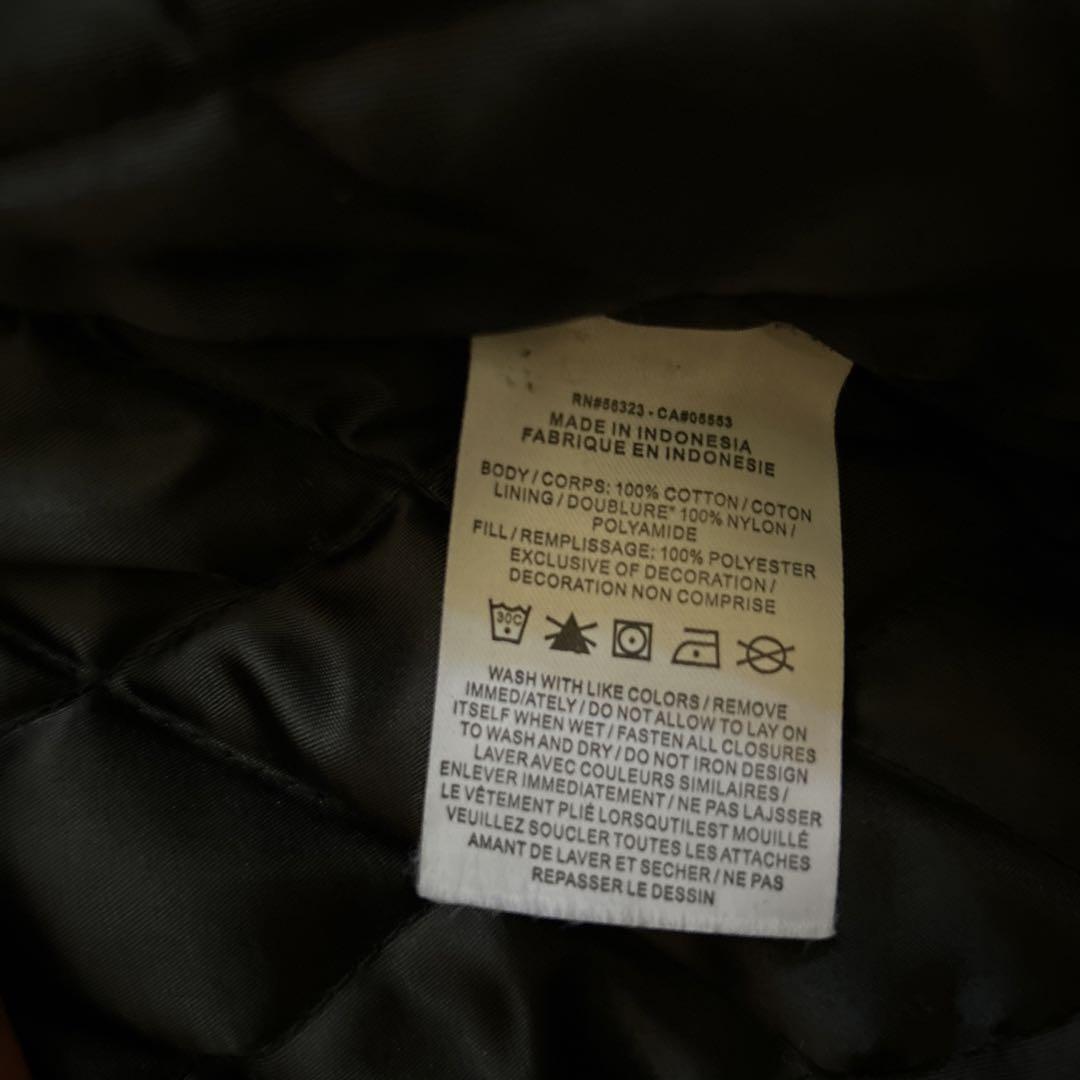 RN#56323 - CA#05553
MADE IN INDONESIA
FABRIQUE EN INDONESIE
BODY / CORPS: 100% COTTON / COTON
LINING / DOUBLURE* 100% NYLON /
POLYAMIDE
FILL / REMPLISSAGE: 100% POLYESTER
EXCLUSIVE OF DECORATION /
DECORATION NON COMPRISE
30C
WASH WITH LIKE COLORS / REMOVE
IMMED/ATELY / DO NOT ALLOW TO LAY ON
ITSELF WHEN WET / FASTEN ALL CLOSURES
TO WASH AND DRY / DO NOT IRON DESIGN
LAVER AVEC COULEURS SIMILAIRES /
ENLEVER IMMEDIATEMENT / NE PAS LAJSSER
LE VÊTEMENT PLIÉ LORSQUTILEST MOUILLÉ
VEUILLEZ SOUCLER TOUTES LES ATTACHES
AMANT DE LAVER ET SECHER / NE PAS
REPASSER LE DESSIN